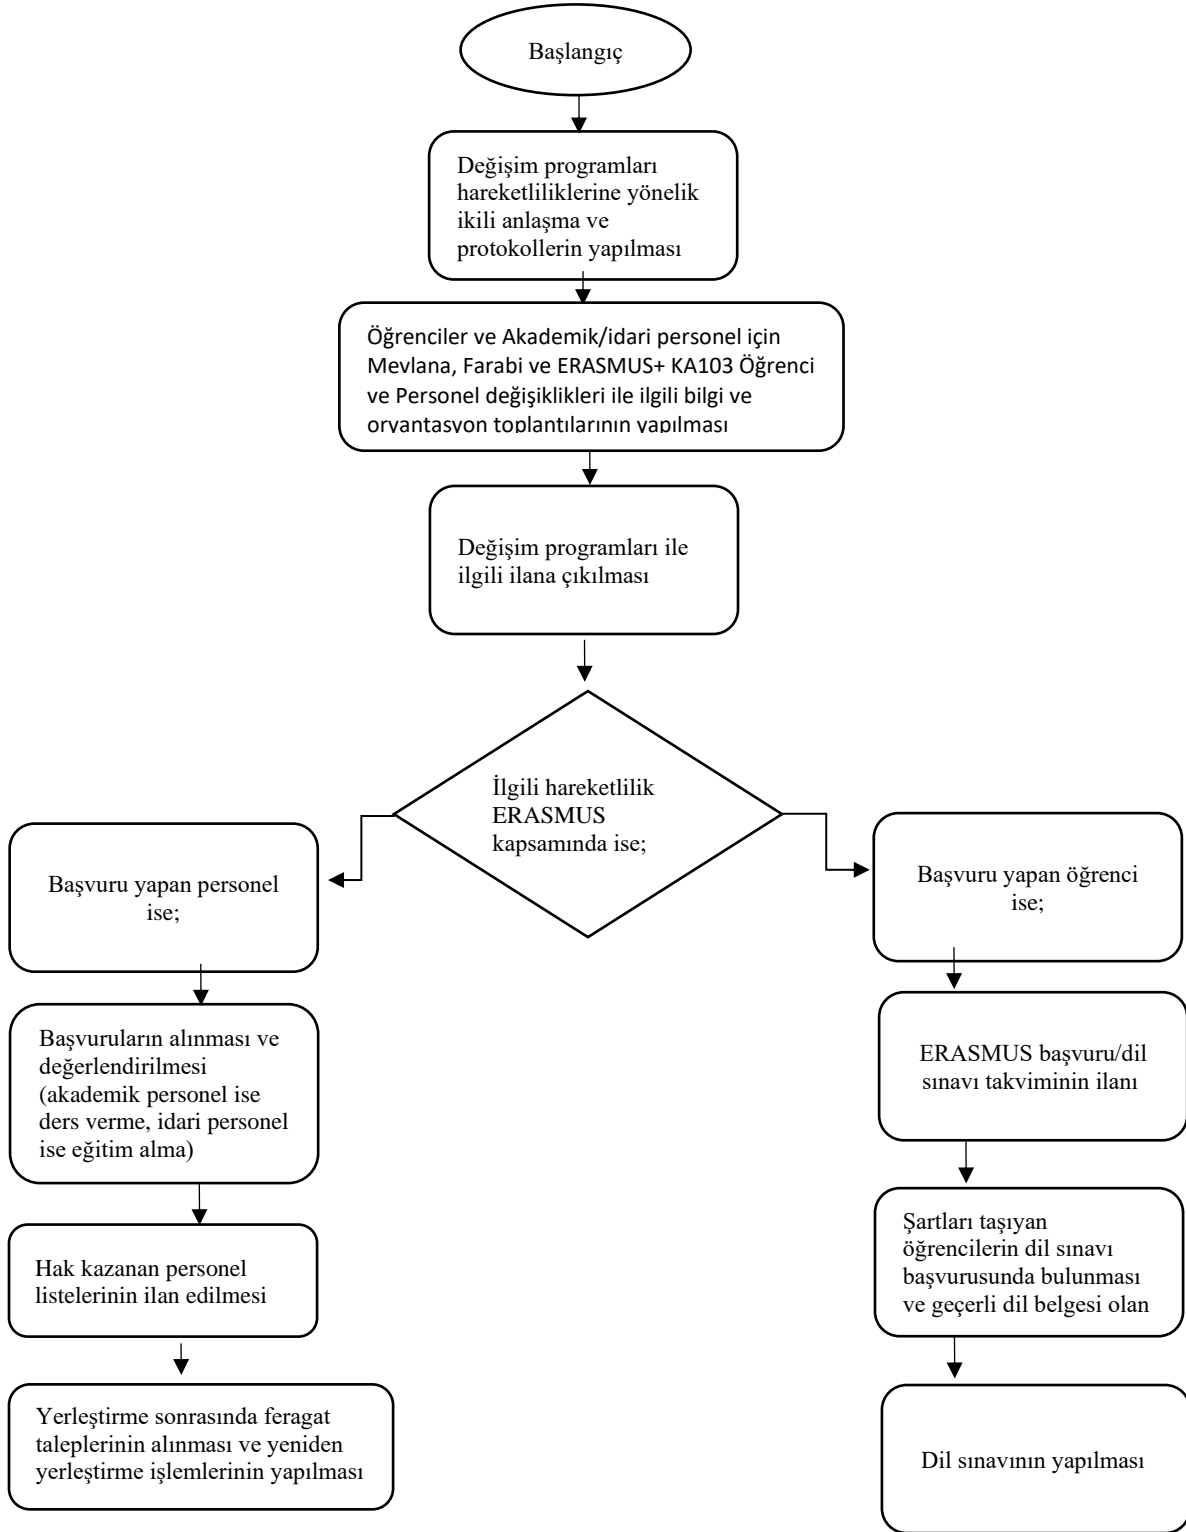 Başlangıç
Değişim programları
hareketliliklerine yönelik
ikili anlaşma ve
protokollerin yapılması
Öğrenciler ve Akademik/idari personel için
Mevlana, Farabi ve ERASMUS+ KA103 Öğrenci
ve Personel değişiklikleri ile ilgili bilgi ve
oryantasyon toplantılarının yapılması
Değişim programları ile
ilgili ilana çıkılması
İlgili hareketlilik
ERASMUS
kapsamında ise;
Başvuru yapan personel
ise;
Başvuruların alınması ve
değerlendirilmesi
(akademik personel ise
ders verme, idari personel
ise eğitim alma)
Hak kazanan personel
listelerinin ilan edilmesi
Yerleştirme sonrasında feragat
taleplerinin alınması ve yeniden
yerleştirme işlemlerinin yapılması
Başvuru yapan öğrenci
ise;
ERASMUS başvuru/dil
sınavı takviminin ilanı
Şartları taşıyan
öğrencilerin dil sınavı
başvurusunda bulunması
ve geçerli dil belgesi olan
Dil sınavının yapılması